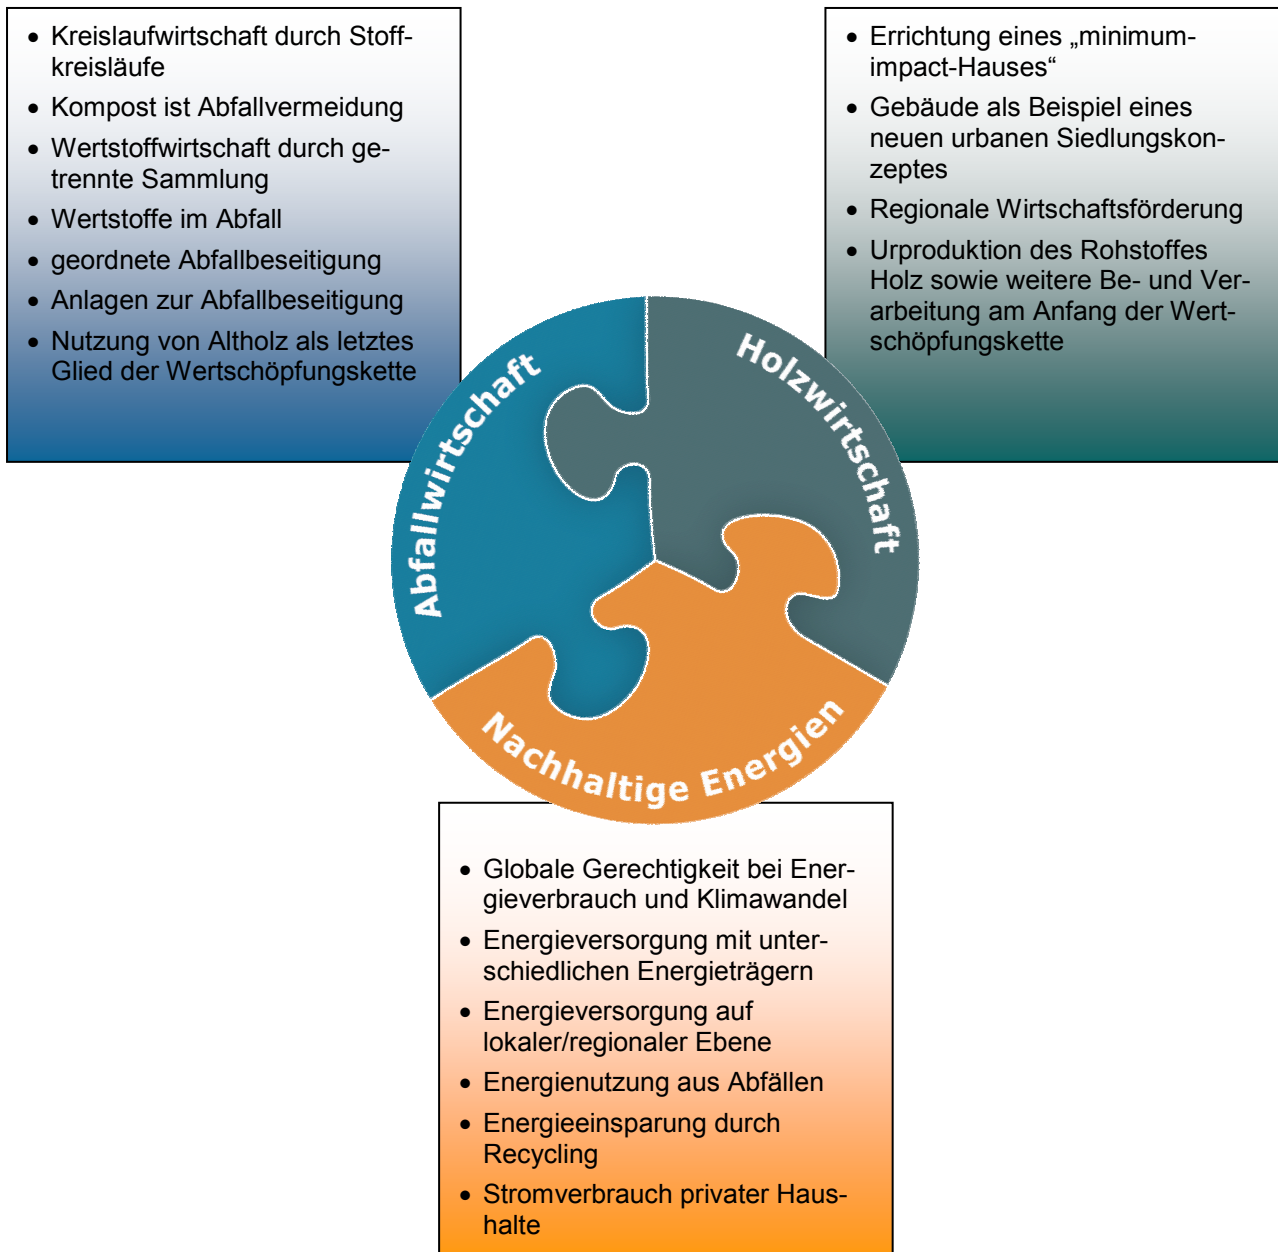 • Kreislaufwirtschaft durch Stoff-
kreisläufe
• Kompost ist Abfallvermeidung
• Wertstoffwirtschaft durch ge-
trennte Sammlung
• Wertstoffe im Abfall
• geordnete Abfallbeseitigung
• Anlagen zur Abfallbeseitigung
• Nutzung von Altholz als letztes
Glied der Wertschöpfungskette
• Errichtung eines „minimum-
impact-Hauses“
• Gebäude als Beispiel eines
neuen urbanen Siedlungskon-
zeptes
• Regionale Wirtschaftsförderung
• Urproduktion des Rohstoffes
Holz sowie weitere Be- und Ver-
arbeitung am Anfang der Wert-
schöpfungskette
Abfallwirtschaft
Holzwirtschaft
Nachhaltige Energien
• Globale Gerechtigkeit bei Ener-
gieverbrauch und Klimawandel
• Energieversorgung mit unter-
schiedlichen Energieträgern
• Energieversorgung auf
lokaler/regionaler Ebene
• Energienutzung aus Abfällen
• Energieeinsparung durch
Recycling
• Stromverbrauch privater Haus-
halte